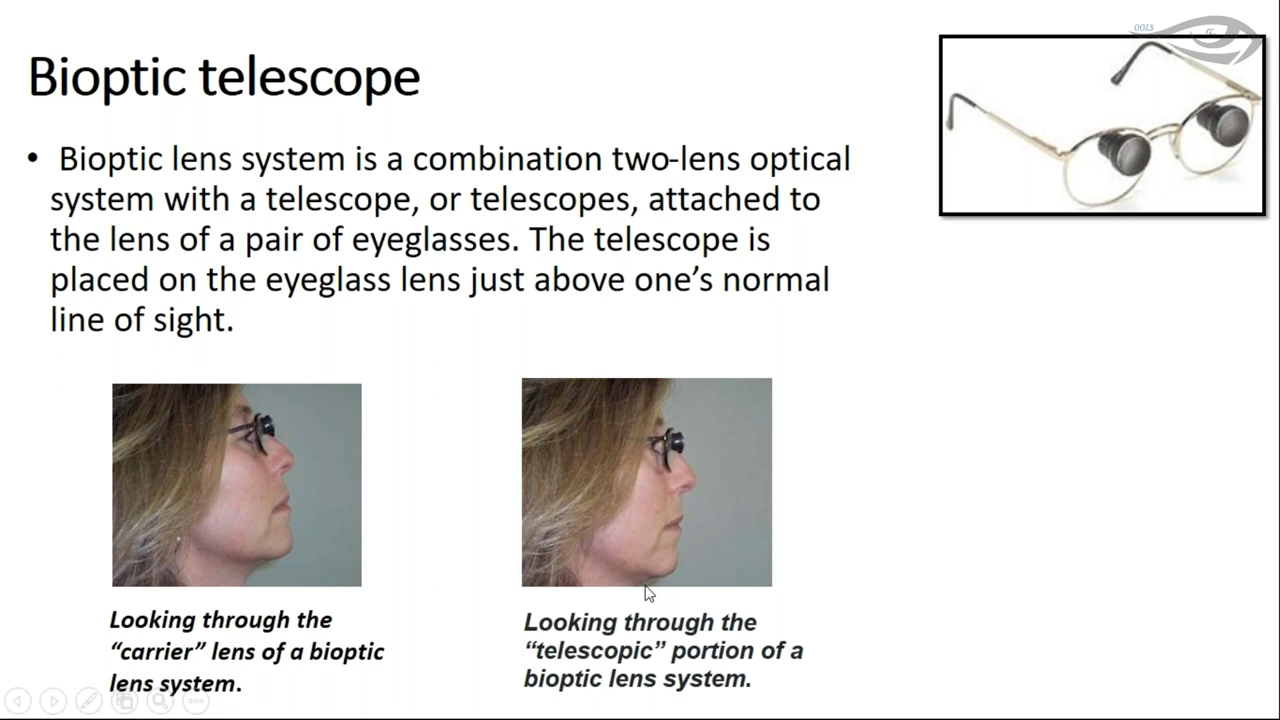 OOLS
Bioptic telescope
• Bioptic lens system is a combination two-lens optical
system with a telescope, or telescopes, attached to
the lens of a pair of eyeglasses. The telescope is
placed on the eyeglass lens just above one’s normal
line of sight.
Looking through the
“carrier” lens of a bioptic
lens system.
Looking through the
“telescopic” portion of a
bioptic lens system.